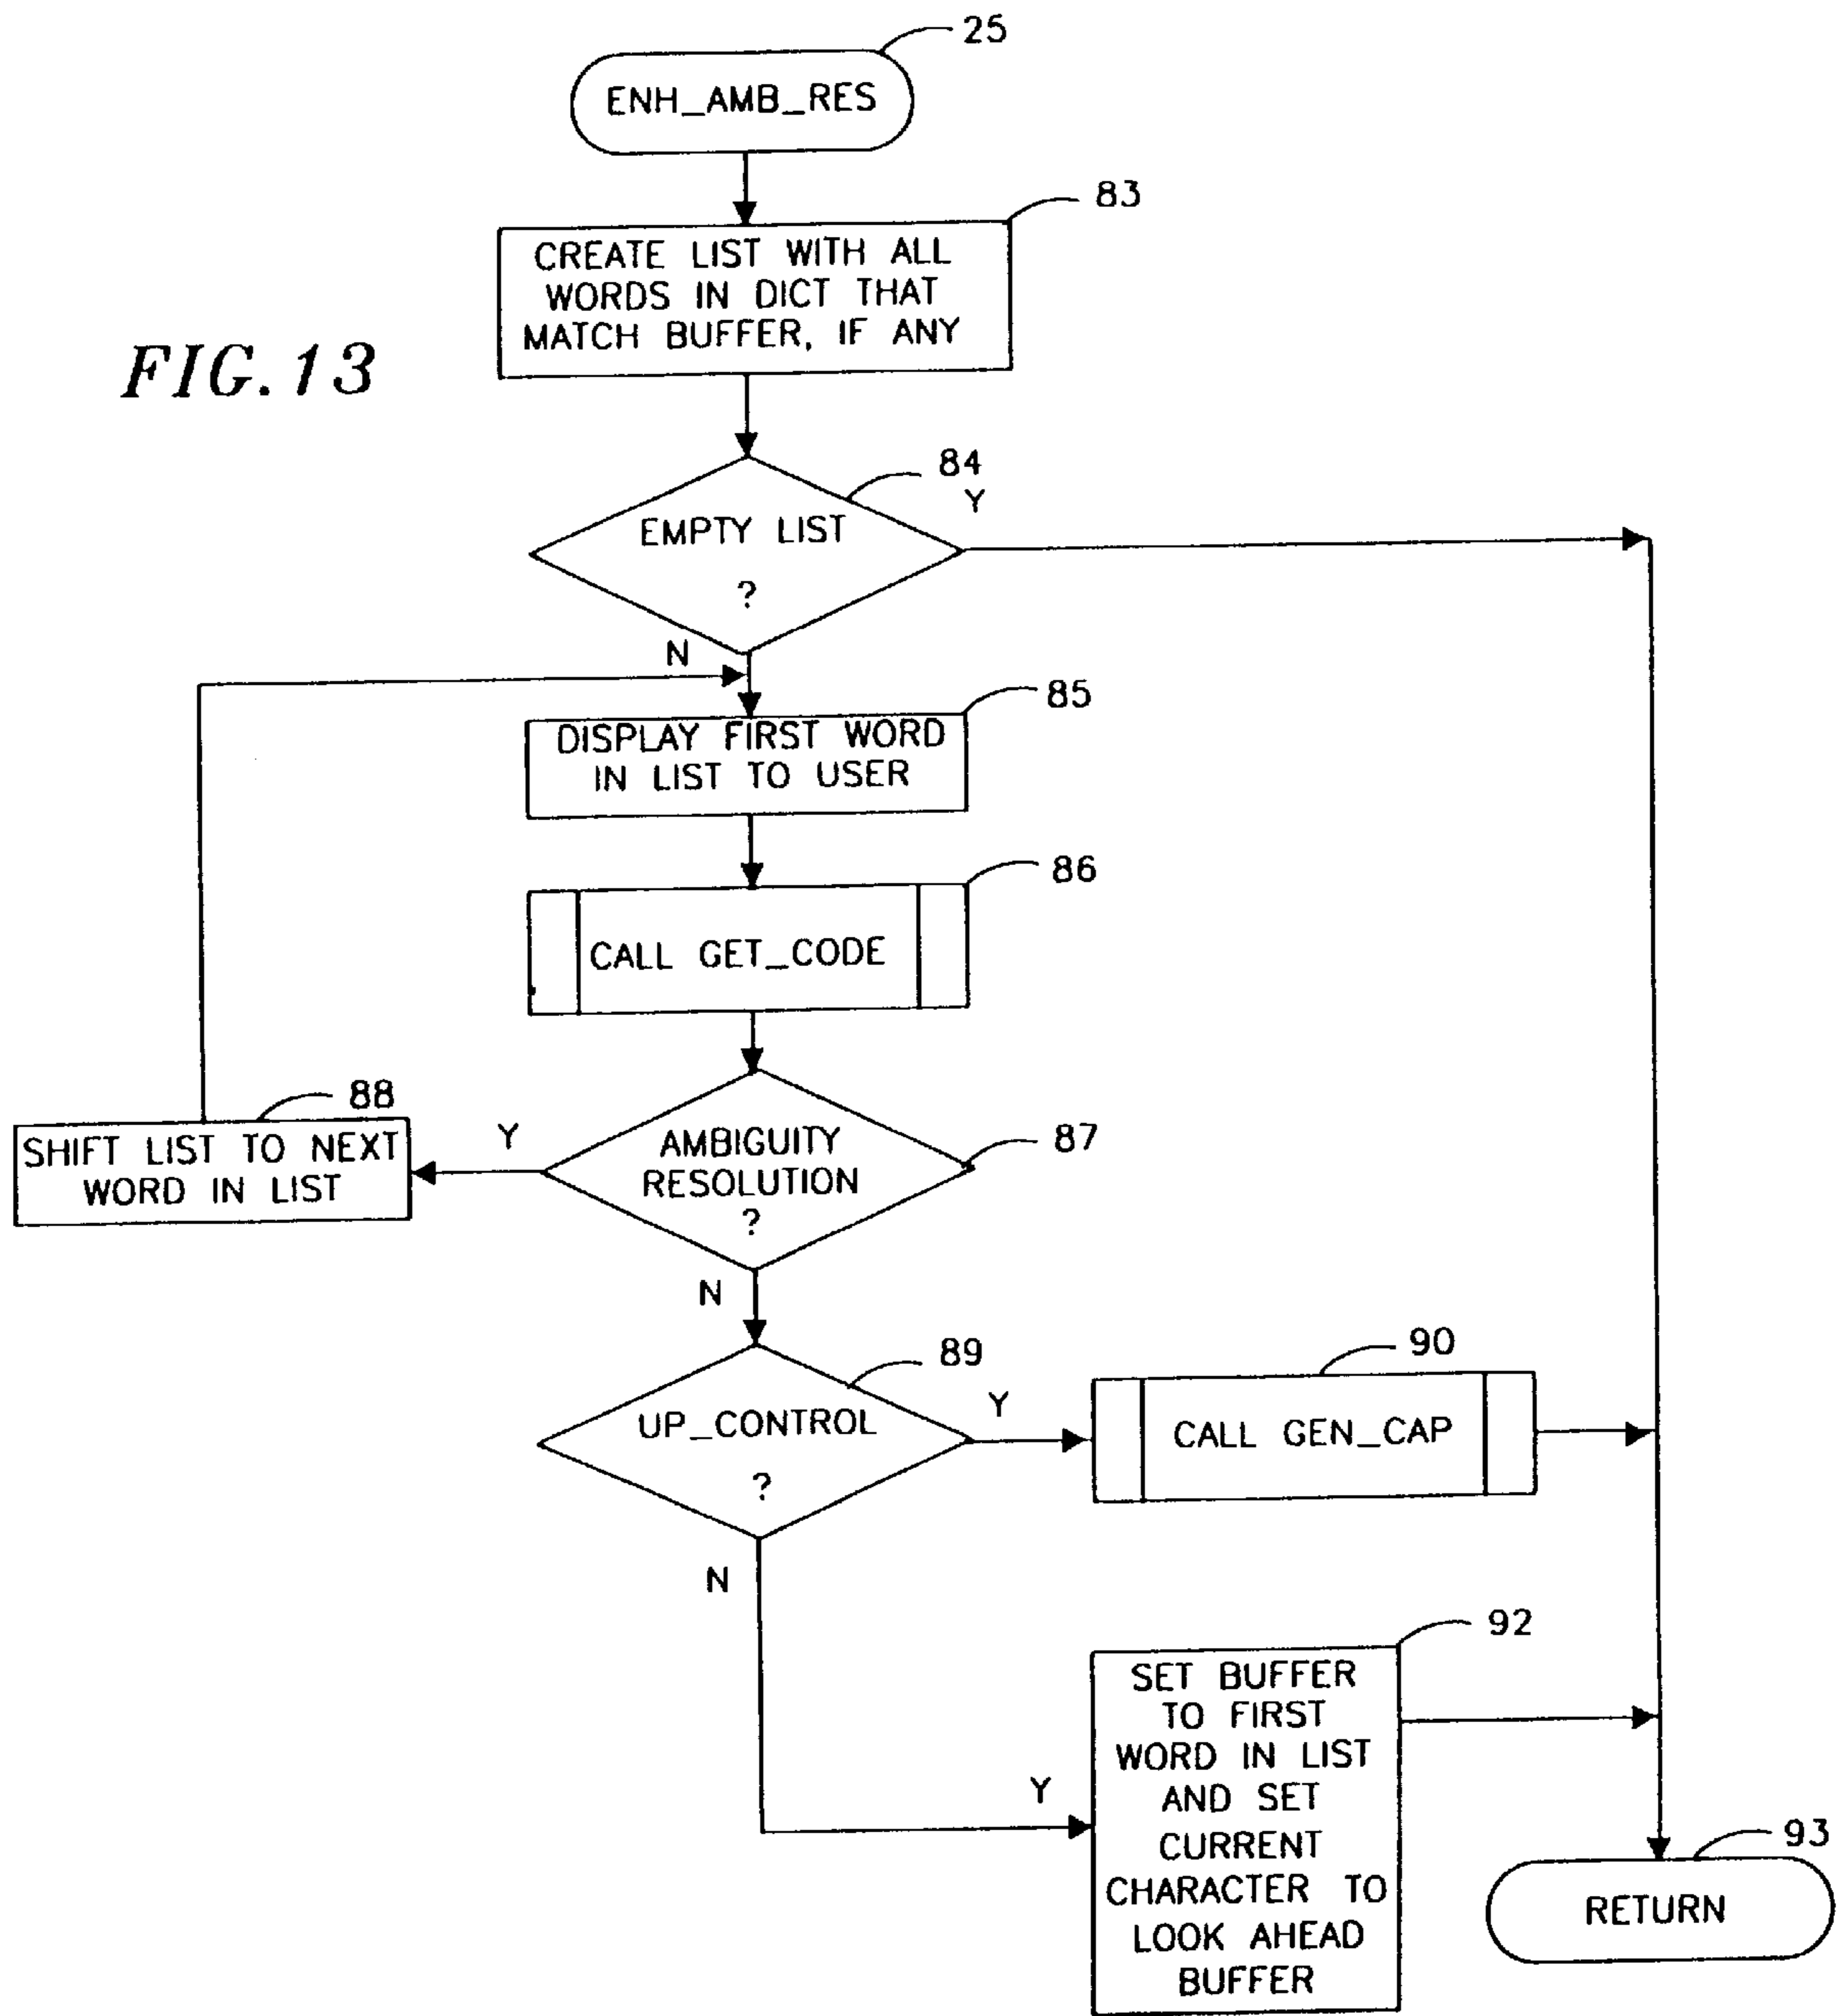 25
ENH_AMB_RES
83
CREATE LIST WITH ALL
WORDS IN DICT THAT
MATCH BUFFER, IF ANY
FIG.13
84
Y
EMPTY LIST
?
N
85
DISPLAY FIRST WORD
IN LIST TO USER
86
CALL GET_CODE
88
SHIFT LIST TO NEXT
WORD IN LIST
Y
87
AMBIGUITY
RESOLUTION
?
N
89
UP_CONTROL
?
Y
90
CALL GEN_CAP
N
92
SET BUFFER
TO FIRST
WORD IN LIST
AND SET
CURRENT
CHARACTER TO
LOOK AHEAD
BUFFER
Y
93
RETURN